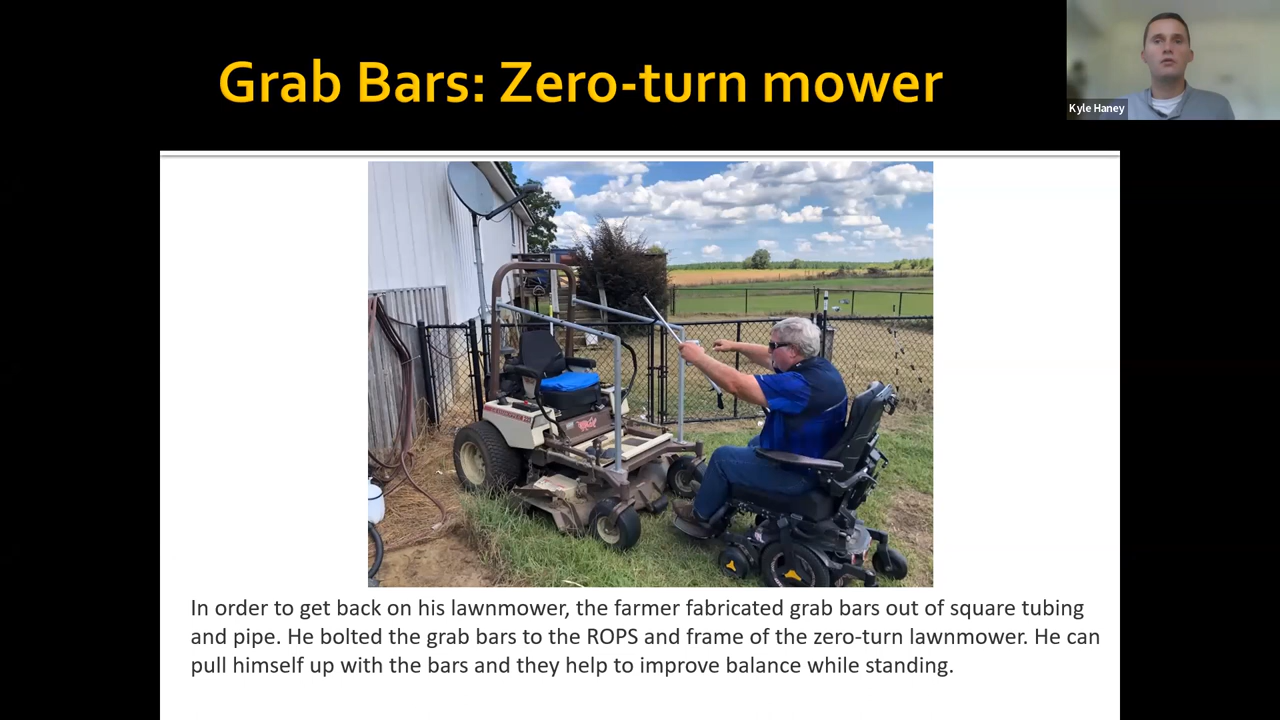 Grab Bars: Zero-turn mower
Kyle Haney
In order to get back on his lawnmower, the farmer fabricated grab bars out of square tubing
and pipe. He bolted the grab bars to the ROPS and frame of the zero-turn lawnmower. He can
pull himself up with the bars and they help to improve balance while standing.